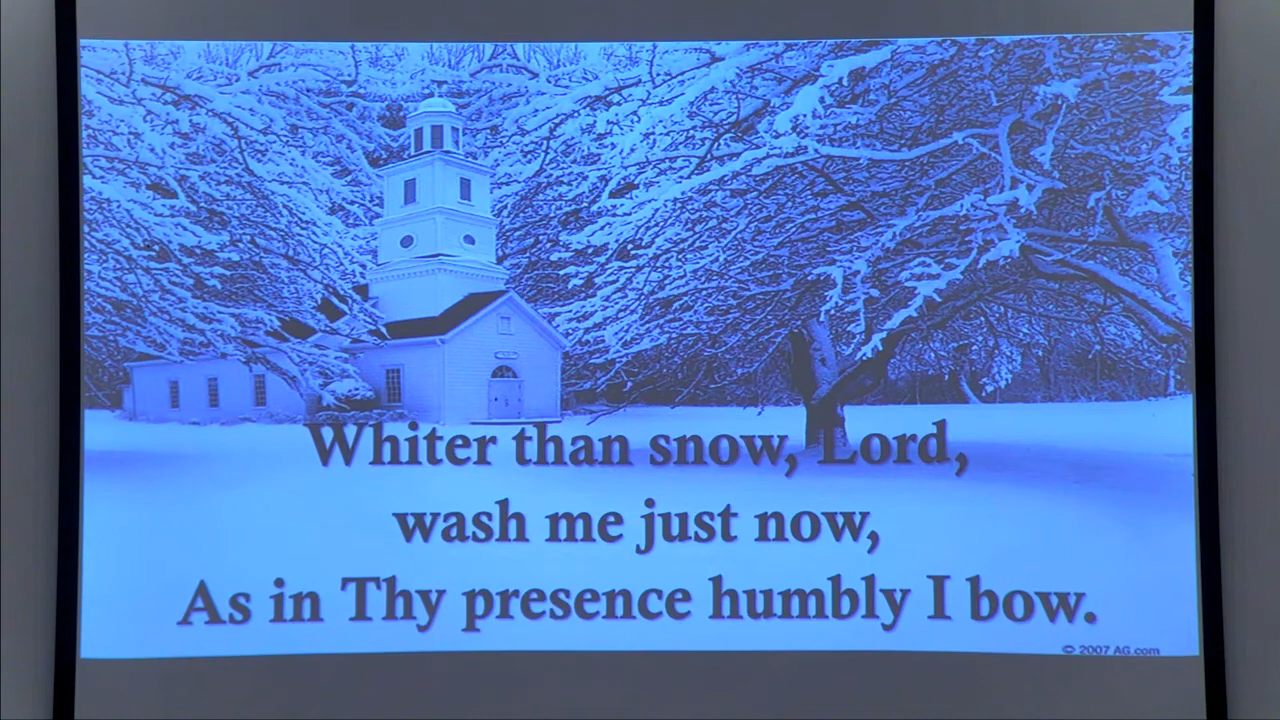 Whiter than snow, Lord,
wash me just now,
As in Thy presence humbly I bow.
© 2007 AG.com